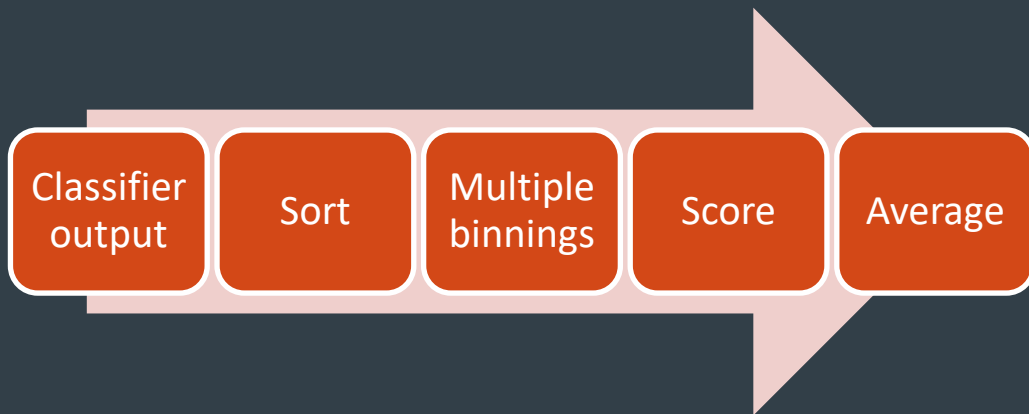 Classifier
output
Sort
Multiple
binnings
Score
Average